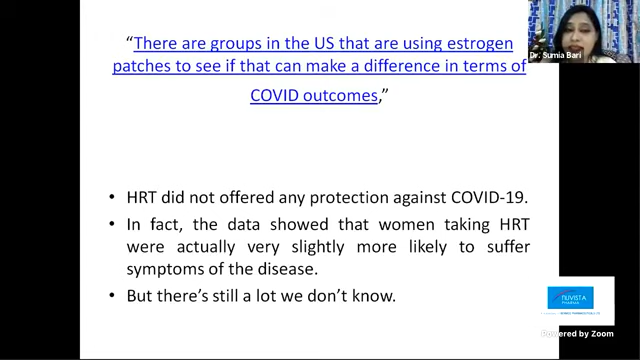 “There are groups in the US that are using estrogen
patches to see if that can make a difference in terms of
COVID outcomes,”
Dr. Sumia Bari
• HRT did not offered any protection against COVID-19.
• In fact, the data showed that women taking HRT
were actually very slightly more likely to suffer
symptoms of the disease.
• But there’s still a lot we don’t know.
NUVISTA
PHARMA
Powered by Zoom